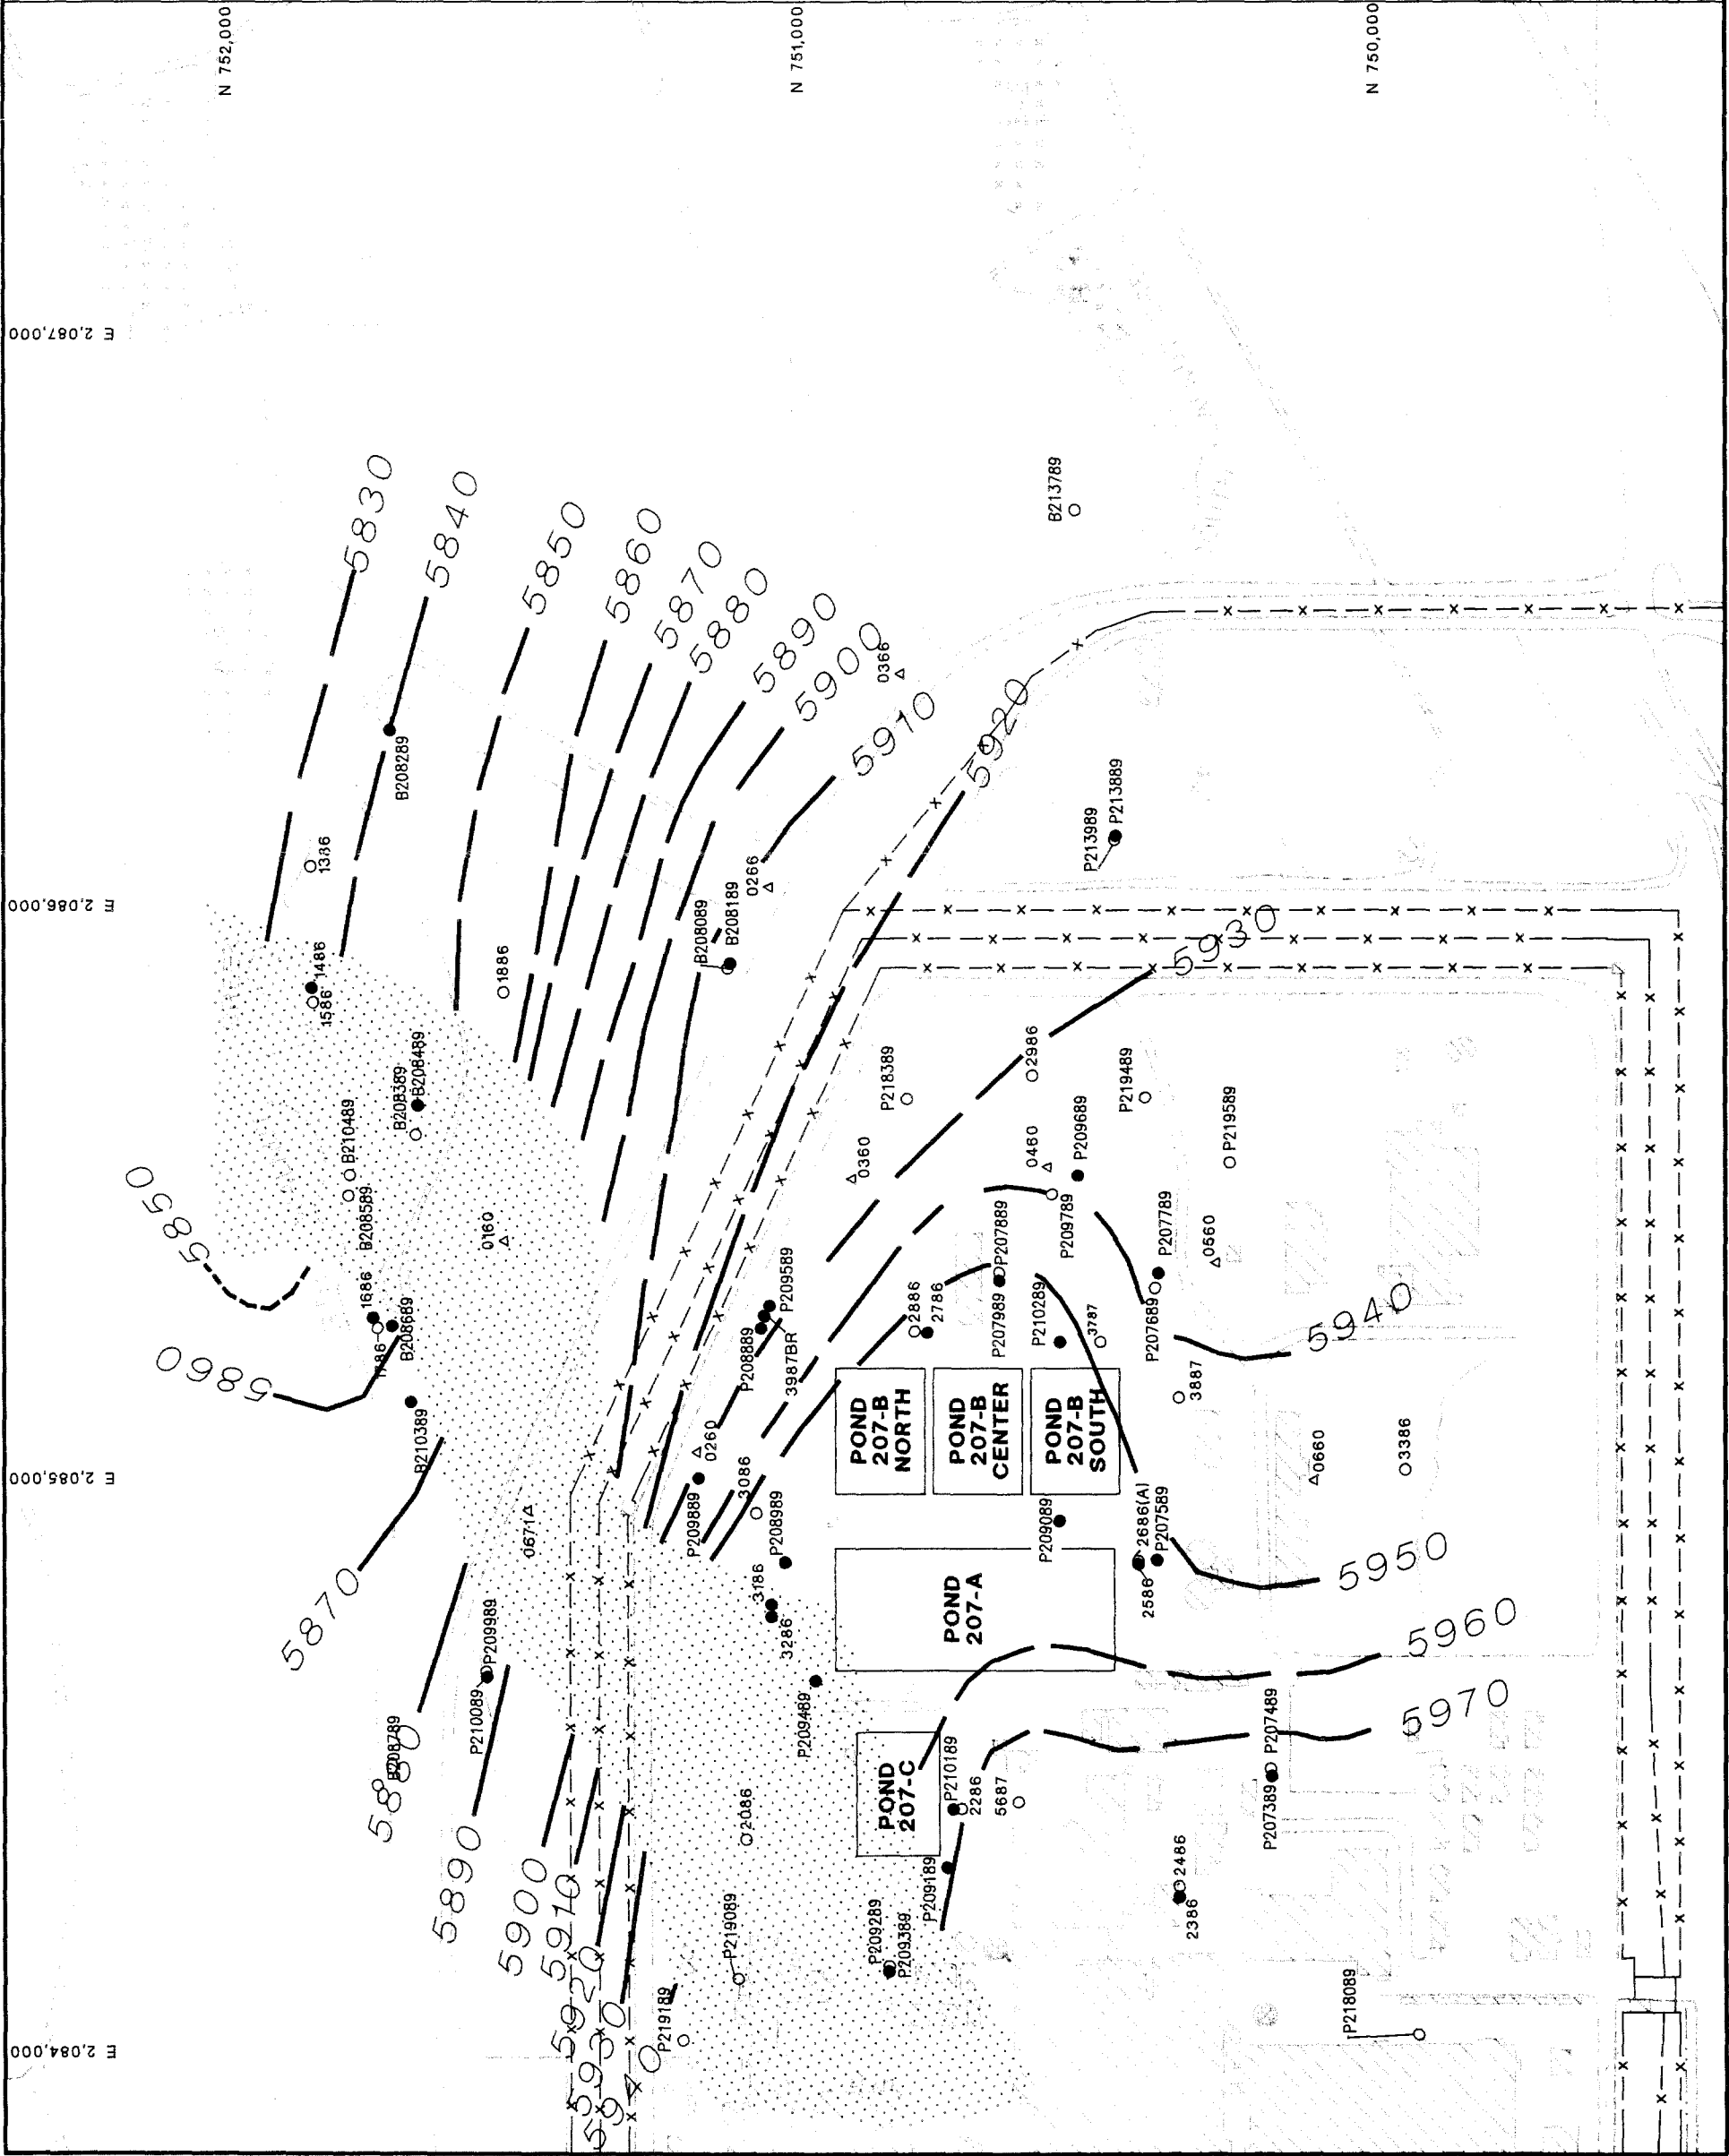 N 752,000
N 751,000
N 750,000
E 2,087,000
E 2,086,000
E 2,085,000
E 2,084,000
5830
5840
5850
5860
5870
5880
5890
5900
5910
5920
5930
5940
5950
5960
5970
5850
5860
5870
5880
5890
5900
5910
5920
5930
5940
B213789
0366
B208289
P213889
P213989
1386
0266
B208189
B208089
1486
1586
1886
2986
P218389
P219489
B208389
B208489
B210489
B208589
P219589
0460
P209689
0360
P209789
0160
P207889
P207789
0560
1686
1786
B208689
P209589
P208889
3987BR
2886
2786
P207989
P210289
3787
P207689
B210389
3887
0260
P209889
3086
POND
207-B
NORTH
POND
207-B
CENTER
POND
207-B
SOUTH
0660
3386
0671
P208989
P209089
2686(A)
P207589
2586
3186
3286
POND
207-A
P209989
P210089
P209489
B208789
P207489
P207389
POND
207-C
P210189
2286
5687
2086
P209189
2486
2386
P219089
P209289
P209389
P219189
P218089